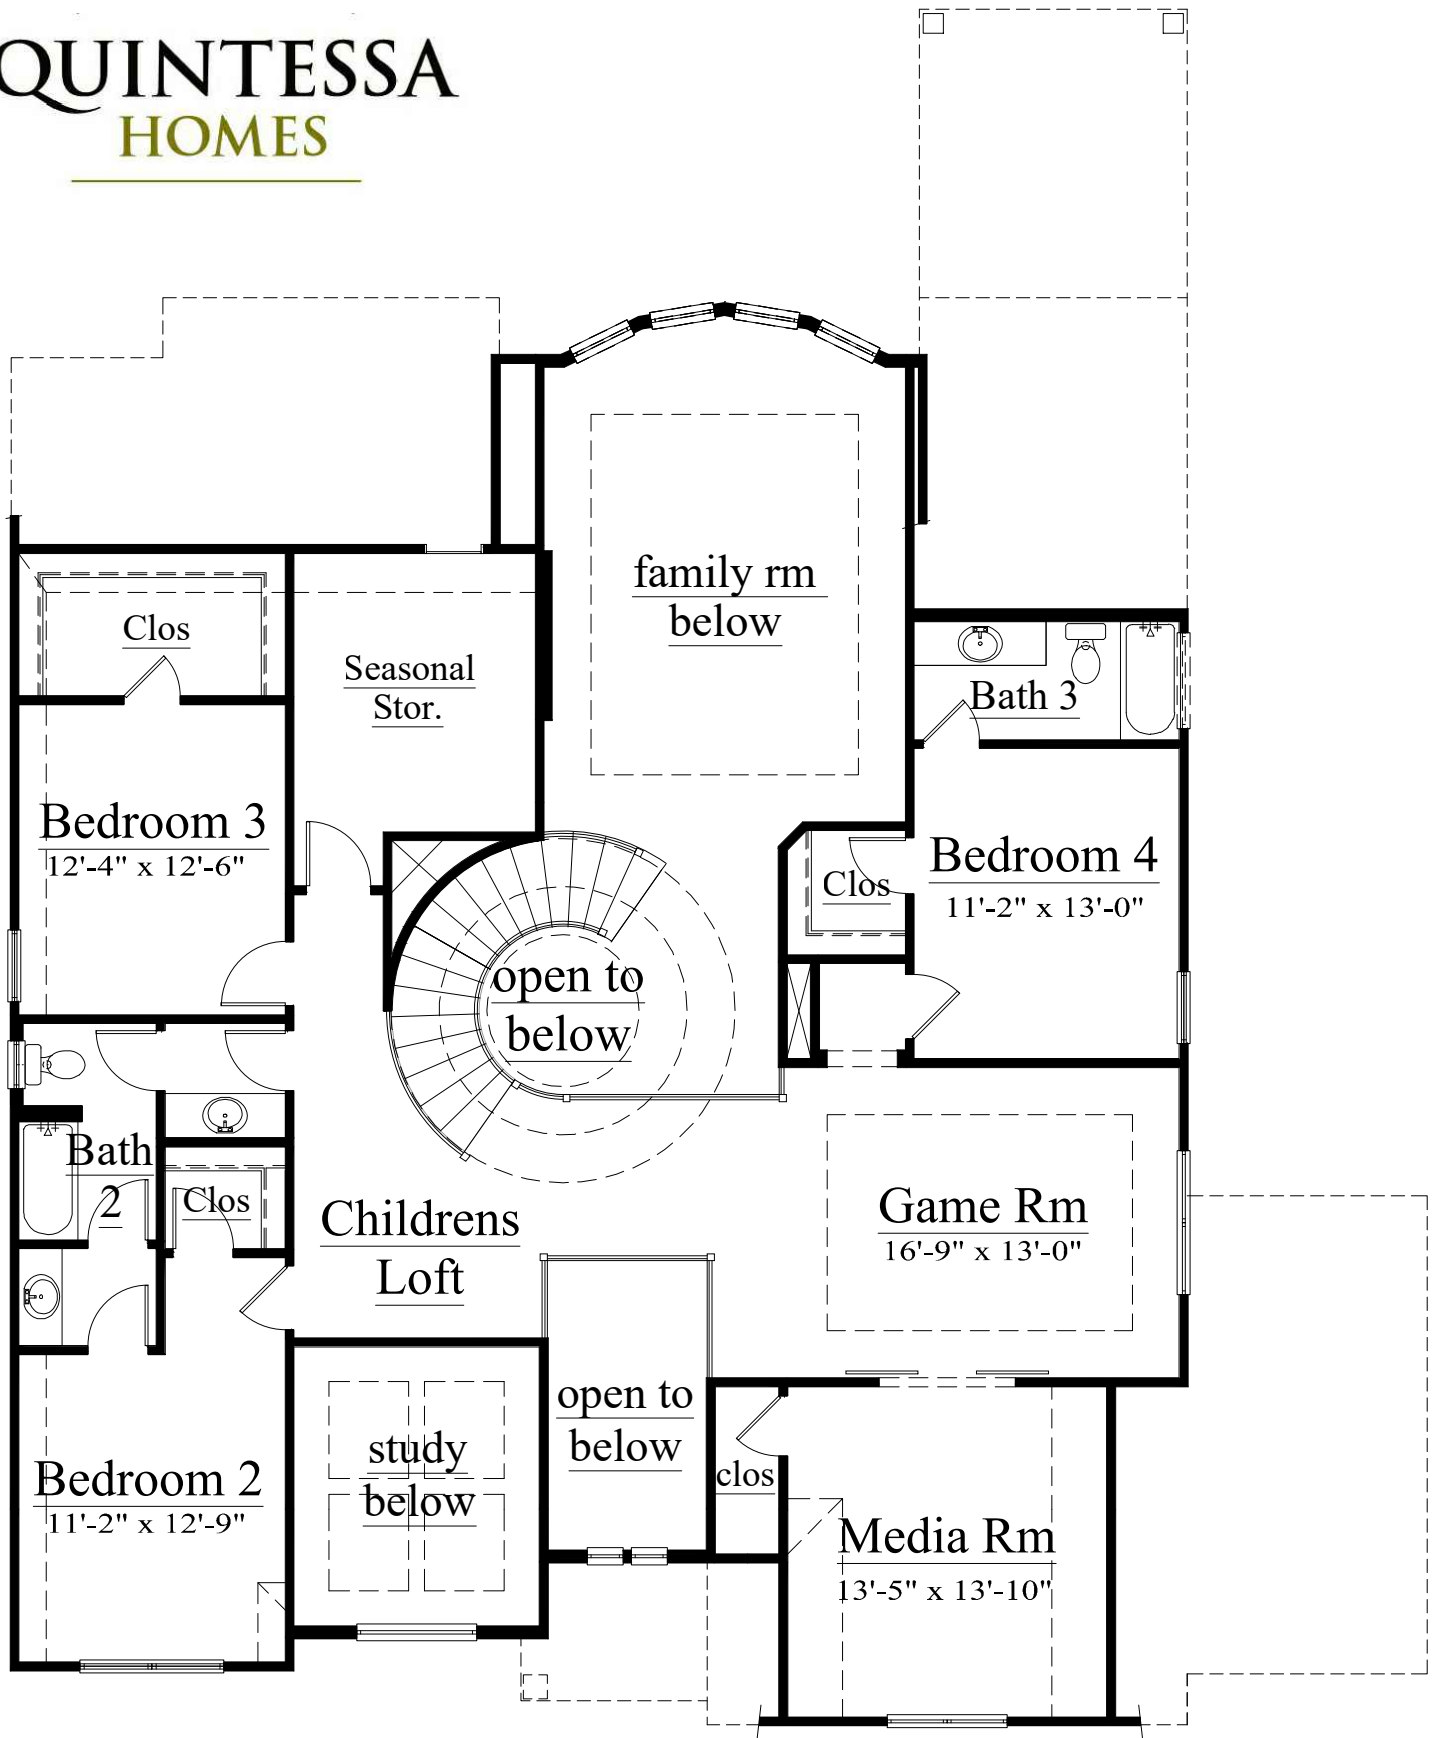 QUINTESSA
HOMES
family rm
below
Clos
Seasonal
Stor.
Bath 3
Bedroom 3
12'-4" x 12'-6"
Bedroom 4
11'-2" x 13'-0"
Clos
open to
below
Bath
2
Clos
Childrens
Loft
Game Rm
16'-9" x 13'-0"
open to
below
study
below
clos
Bedroom 2
11'-2" x 12'-9"
Media Rm
13'-5" x 13'-10"